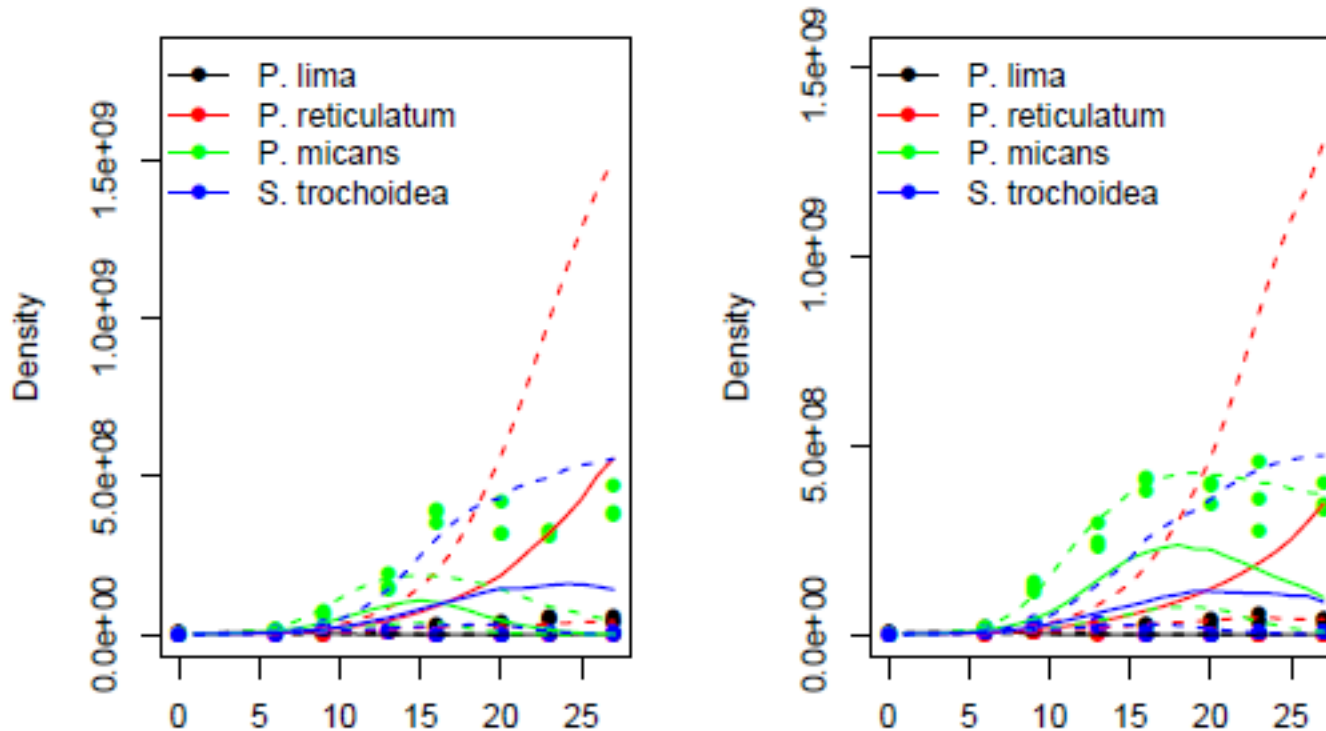 P. lima
P. reticulatum
P. micans
S. trochoidea
Density
0.0e+00 5.0e+08 1.0e+09 1.5e+09
0 5 10 15 20 25
P. lima
P. reticulatum
P. micans
S. trochoidea
Density
0.0e+00 5.0e+08 1.0e+09 1.5e+09
0 5 10 15 20 25